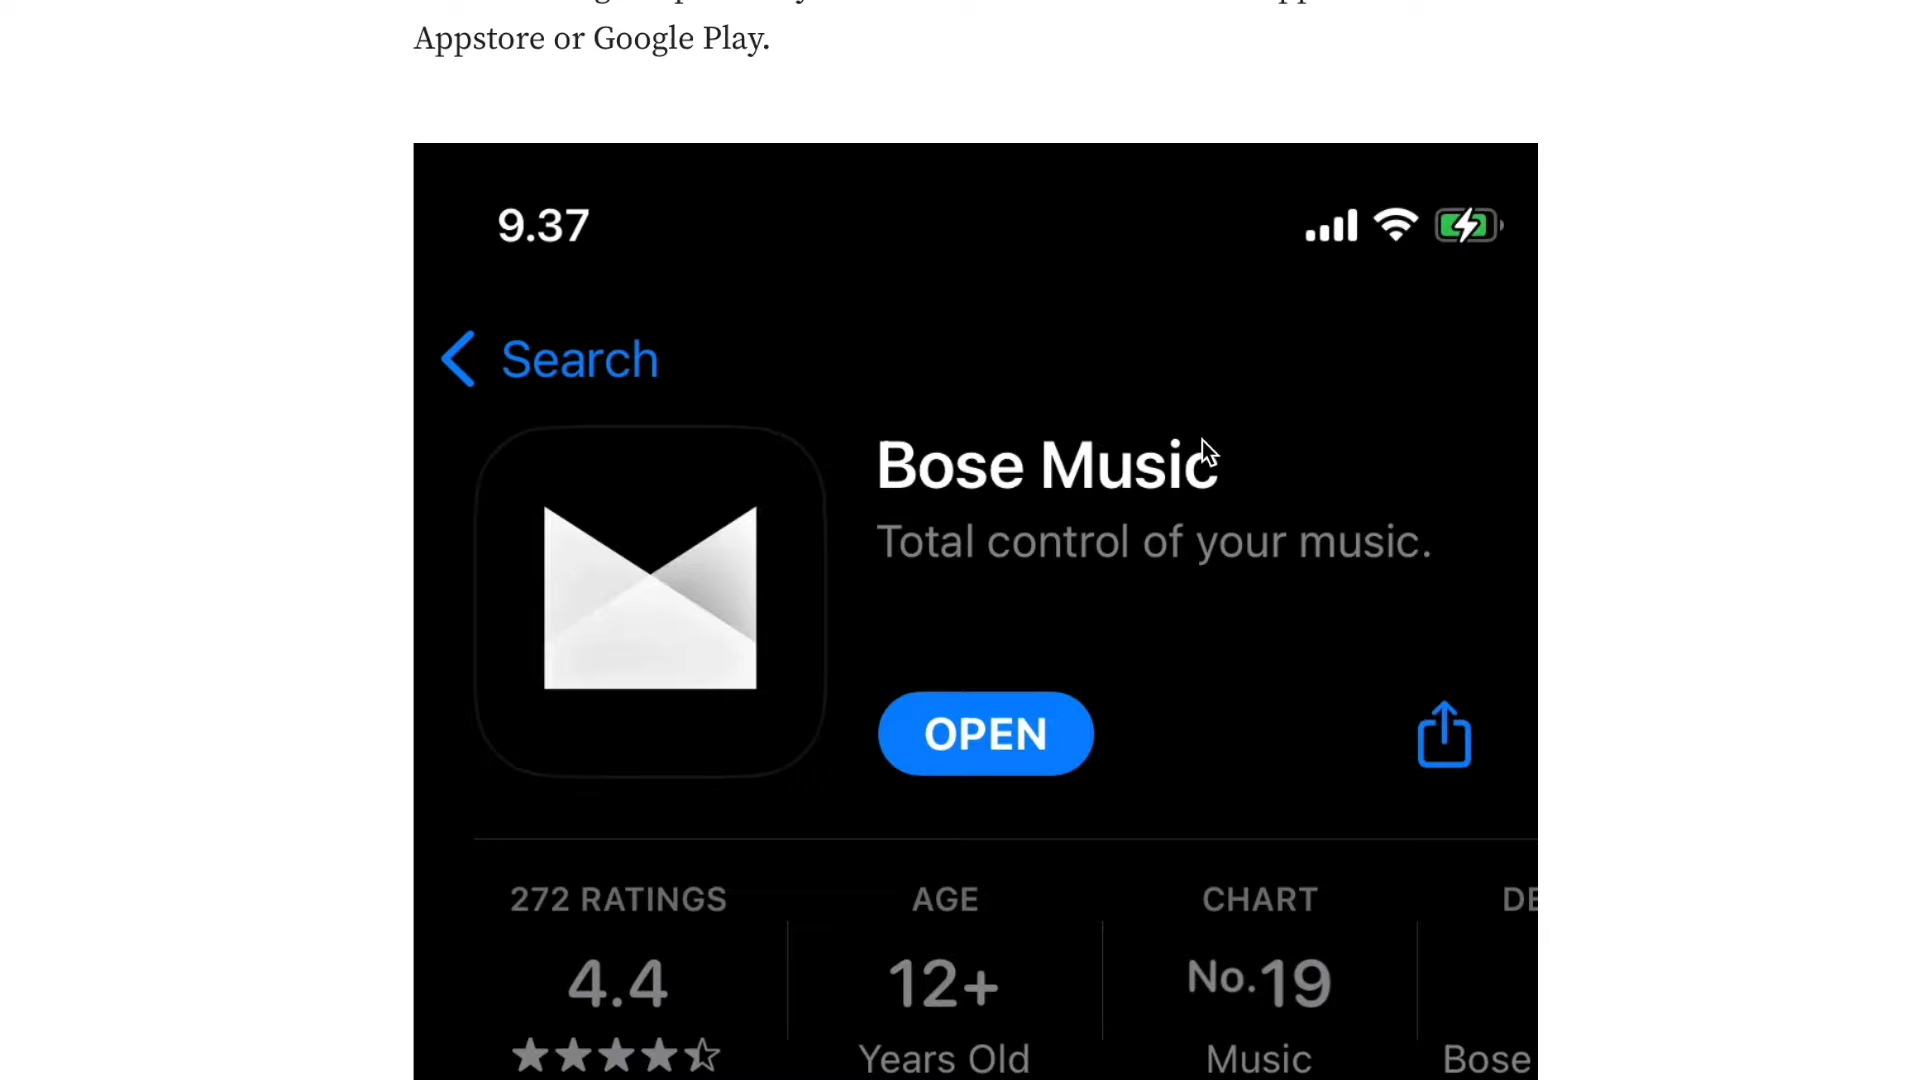 Appstore or Google Play.
9.37
Search
Bose Music
Total control of your music.
OPEN
272 RATINGS
AGE
CHART
4.4
12+
No.19
Years Old
Music
Bose